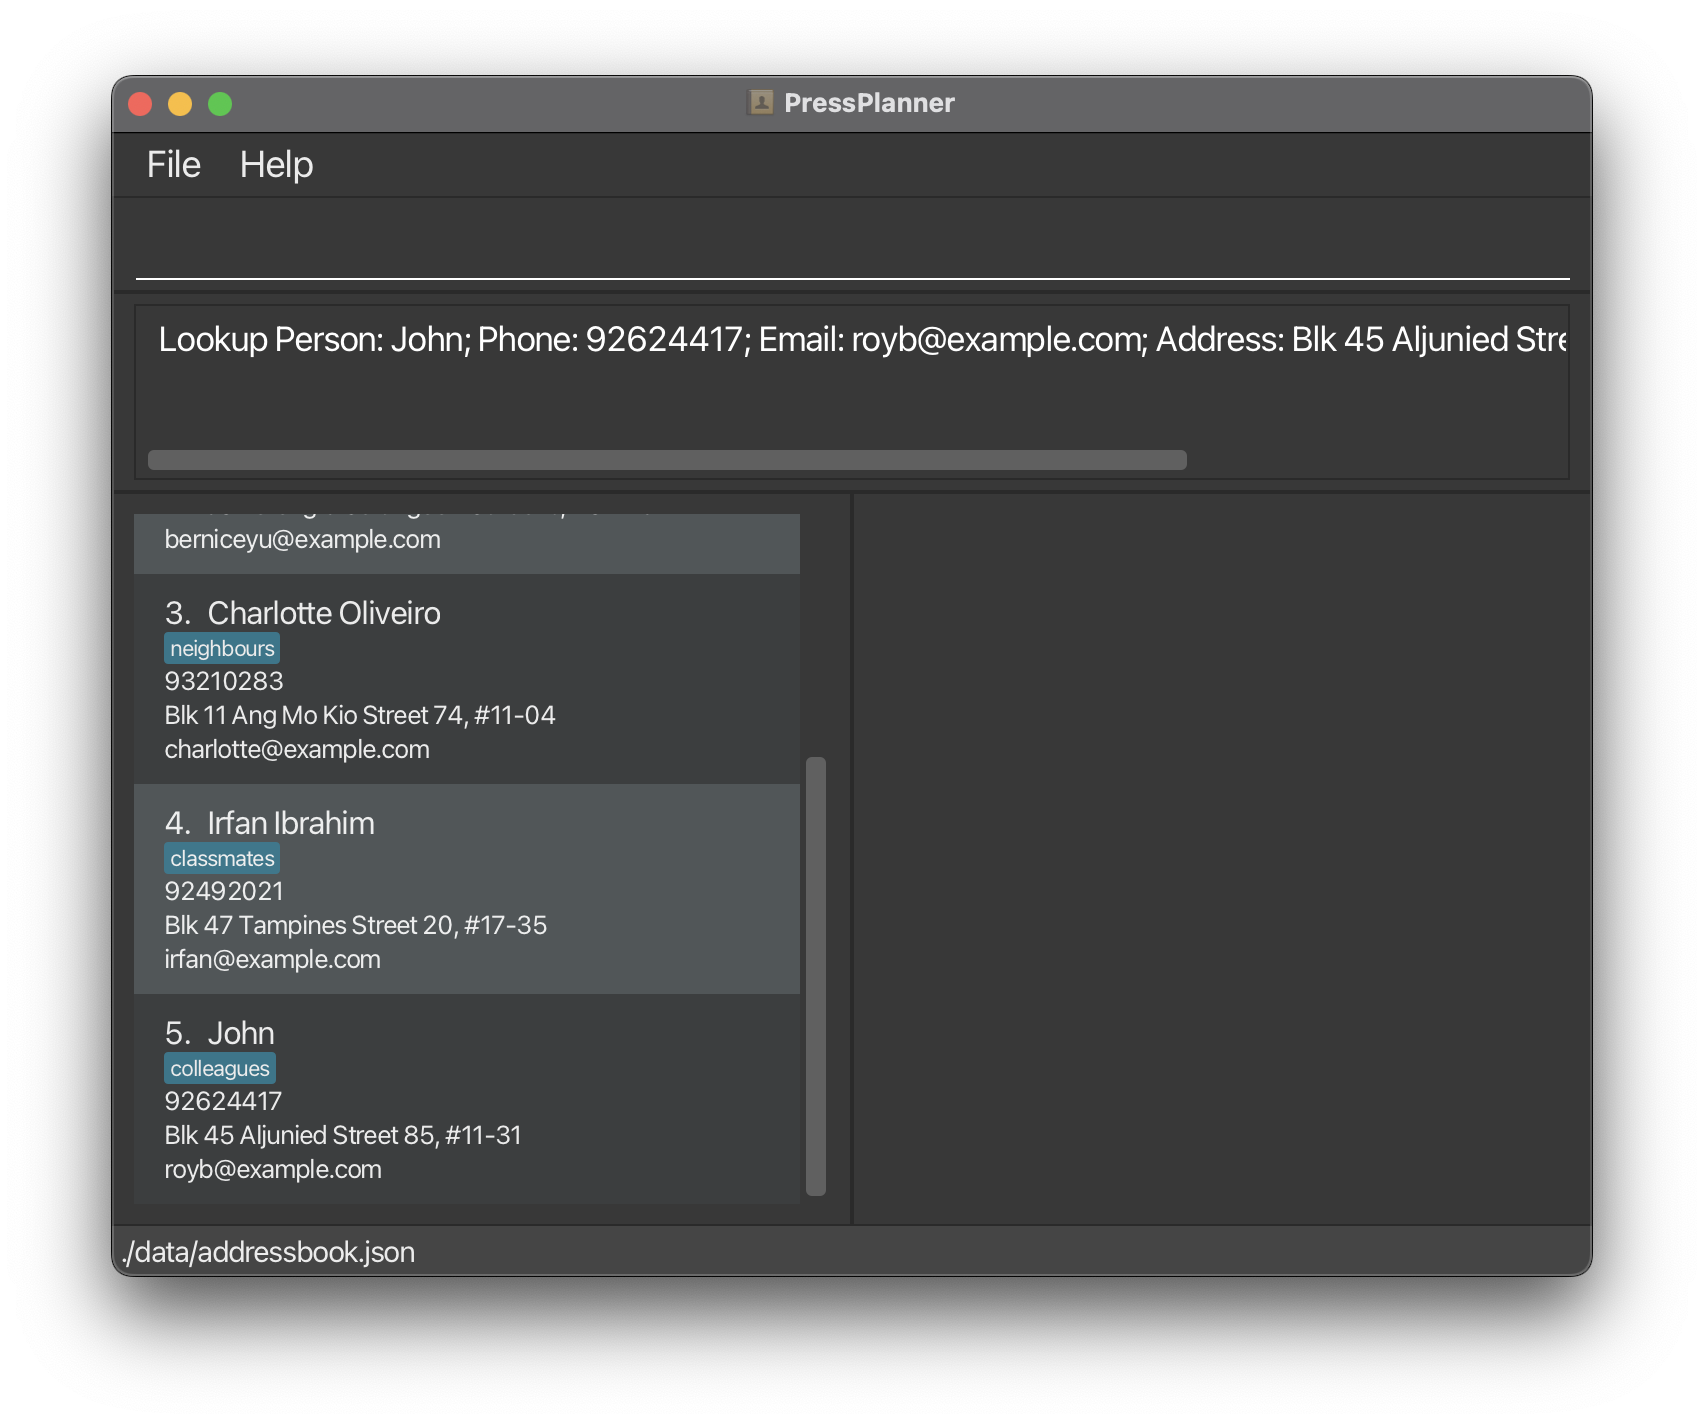 PressPlanner
File Help
Lookup Person: John; Phone: 92624417; Email: royb@example.com; Address: Blk 45 Aljunied Stre
berniceyu@example.com
3. Charlotte Oliveiro
neighbours
93210283
Blk 11 Ang Mo Kio Street 74, #11-04
charlotte@example.com
4. Irfan Ibrahim
classmates
92492021
Blk 47 Tampines Street 20, #17-35
irfan@example.com
5. John
colleagues
92624417
Blk 45 Aljunied Street 85, #11-31
royb@example.com
./data/addressbook.json